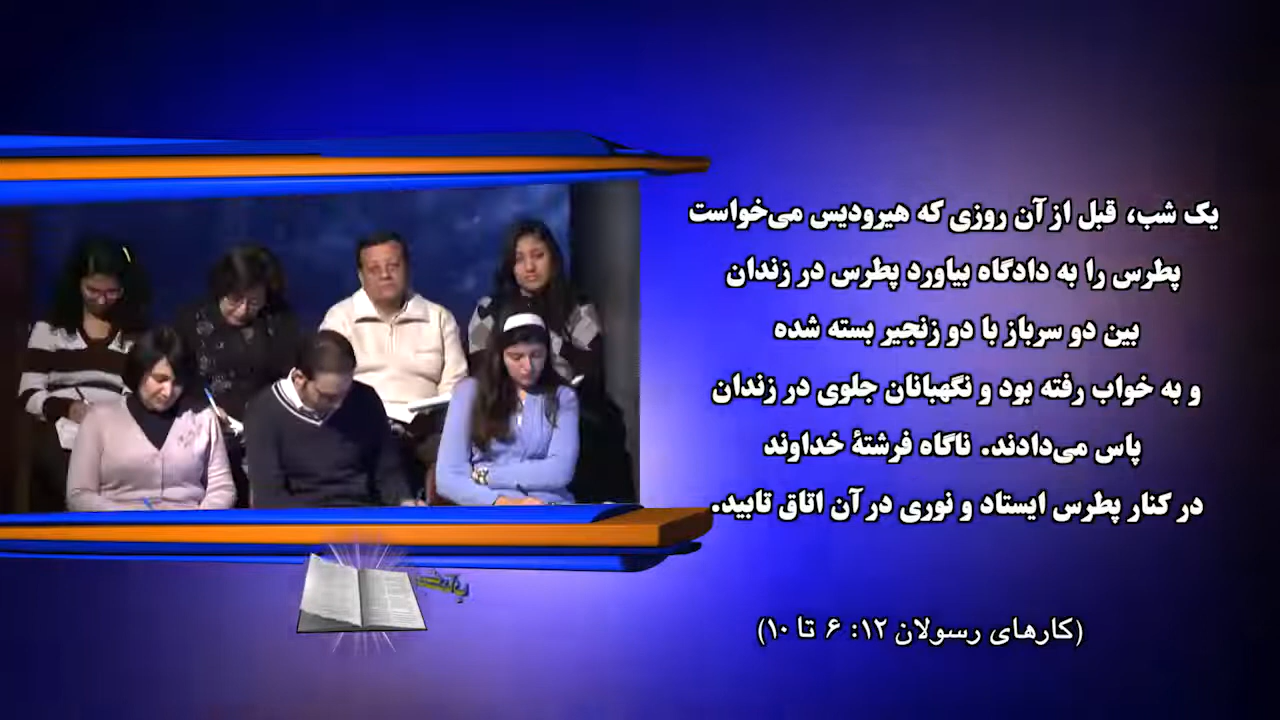 یک شب، قبل از آن روزی که هیرودیس می‌خواست
پطرس را به دادگاه بیاورد پطرس در زندان
بین دو سرباز با دو زنجیر بسته شده
و به خواب رفته بود و نگهبانان جلوی در زندان
پاس می‌دادند. ناگاه فرشتهٔ خداوند
در کنار پطرس ایستاد و نوری در آن اتاق تابید.
(کارهای رسولان ۱۲: ۶ تا ۱۰)